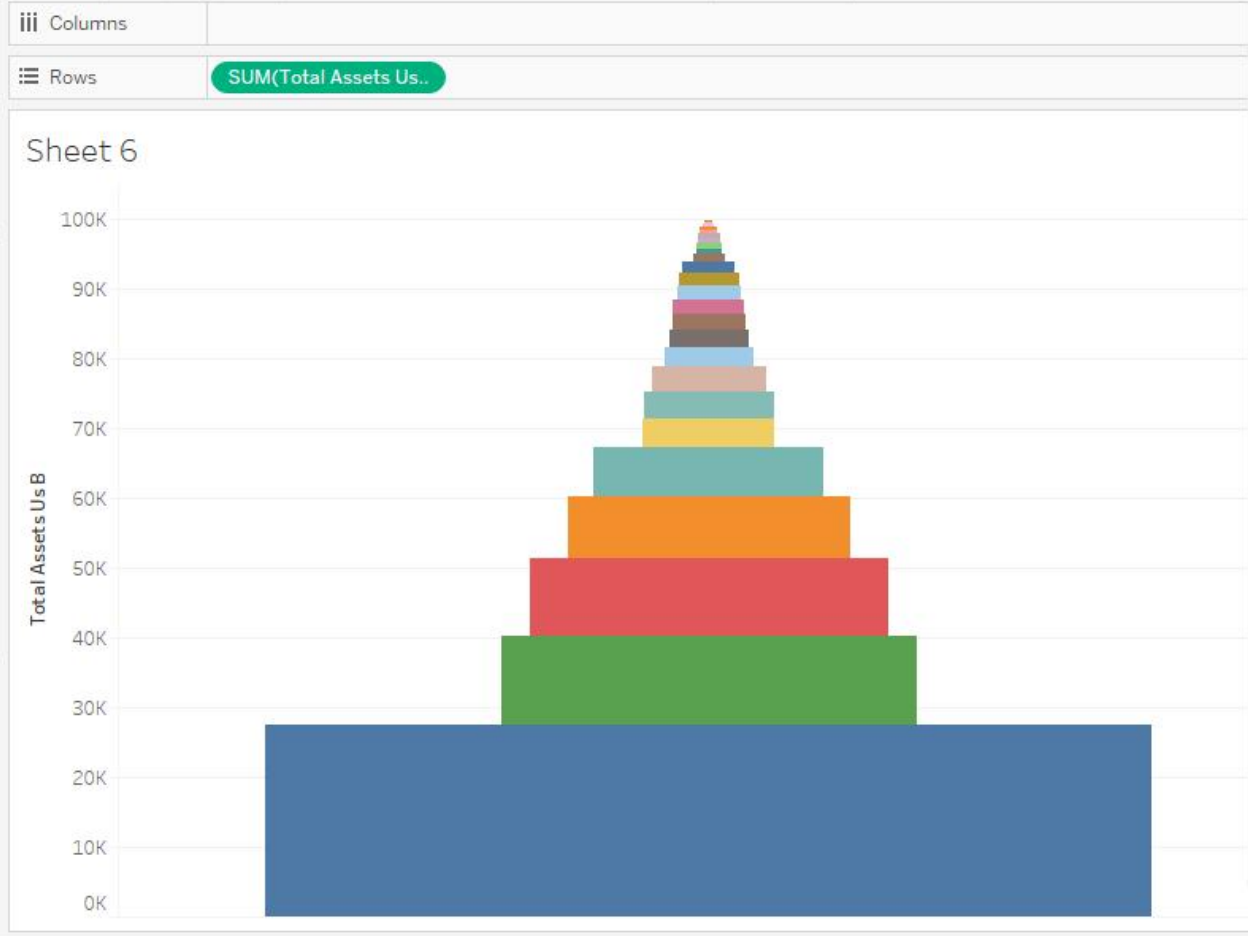 Columns
Rows SUM(Total Assets Us..
Sheet 6
100K
90K
80K
70K
60K
50K
40K
30K
20K
10K
0K
Total Assets Us B